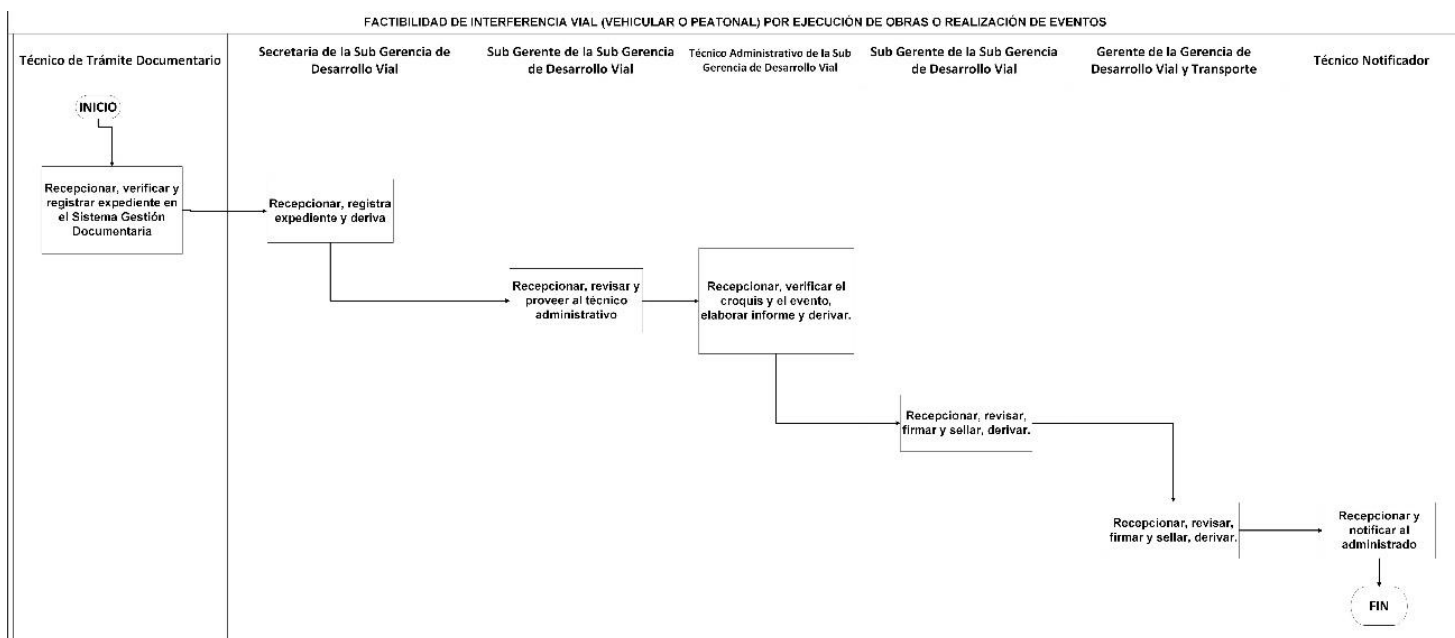 FACTIBILIDAD DE INTERFERENCIA VIAL (VEHICULAR O PEATONAL) POR EJECUCIÓN DE OBRAS O REALIZACIÓN DE EVENTOS
Técnico de Trámite Documentario
Secretaria de la Sub Gerencia de
Desarrollo Vial
Sub Gerente de la Sub Gerencia
de Desarrollo Vial
Técnico Administrativo de la Sub
Gerencia de Desarrollo Vial
Sub Gerente de la Sub Gerencia
de Desarrollo Vial
Gerente de la Gerencia de
Desarrollo Vial y Transporte
Técnico Notificador
INICIO
Recepcionar, verificar y
registrar expediente en
el Sistema Gestión
Documentaria
Recepcionar, registra
expediente y deriva
Recepcionar, revisar y
proveer al técnico
administrativo
Recepcionar, verificar el
croquis y el evento,
elaborar informe y derivar.
Recepcionar, revisar,
firmar y sellar, derivar.
Recepcionar, revisar,
firmar y sellar, derivar.
Recepcionar y
notificar al
administrado
FIN